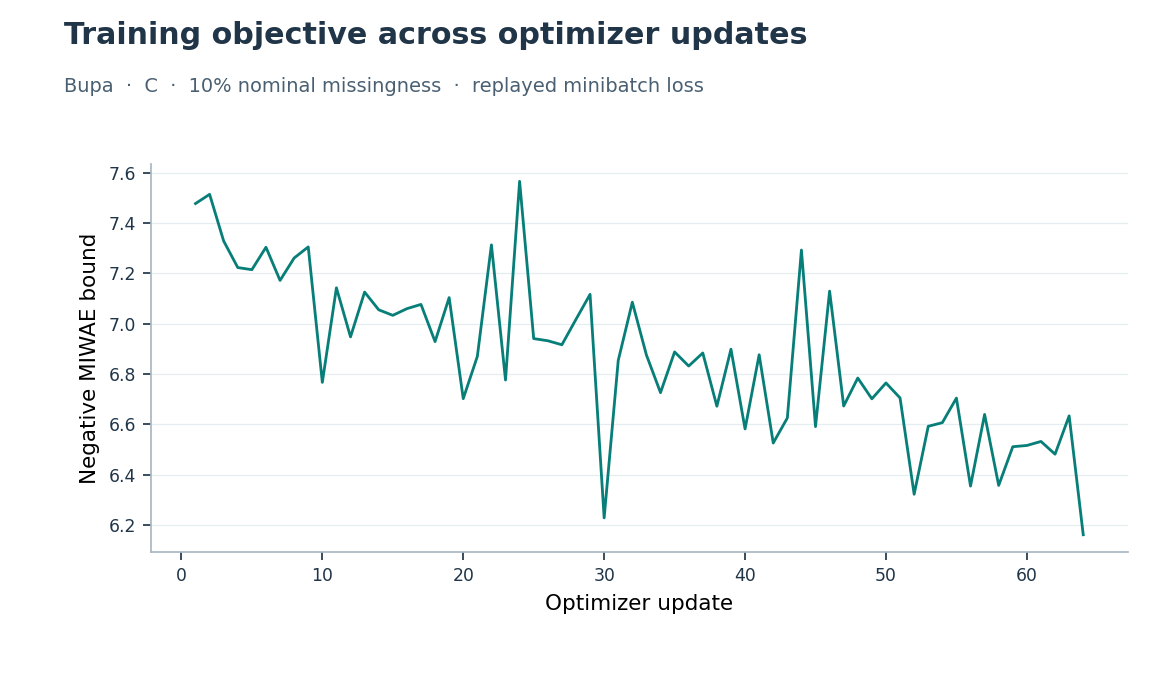 Training objective across optimizer updates
Bupa · C · 10% nominal missingness · replayed minibatch loss
Negative MIWAE bound
7.6
7.4
7.2
7.0
6.8
6.6
6.4
6.2
0 10 20 30 40 50 60
Optimizer update